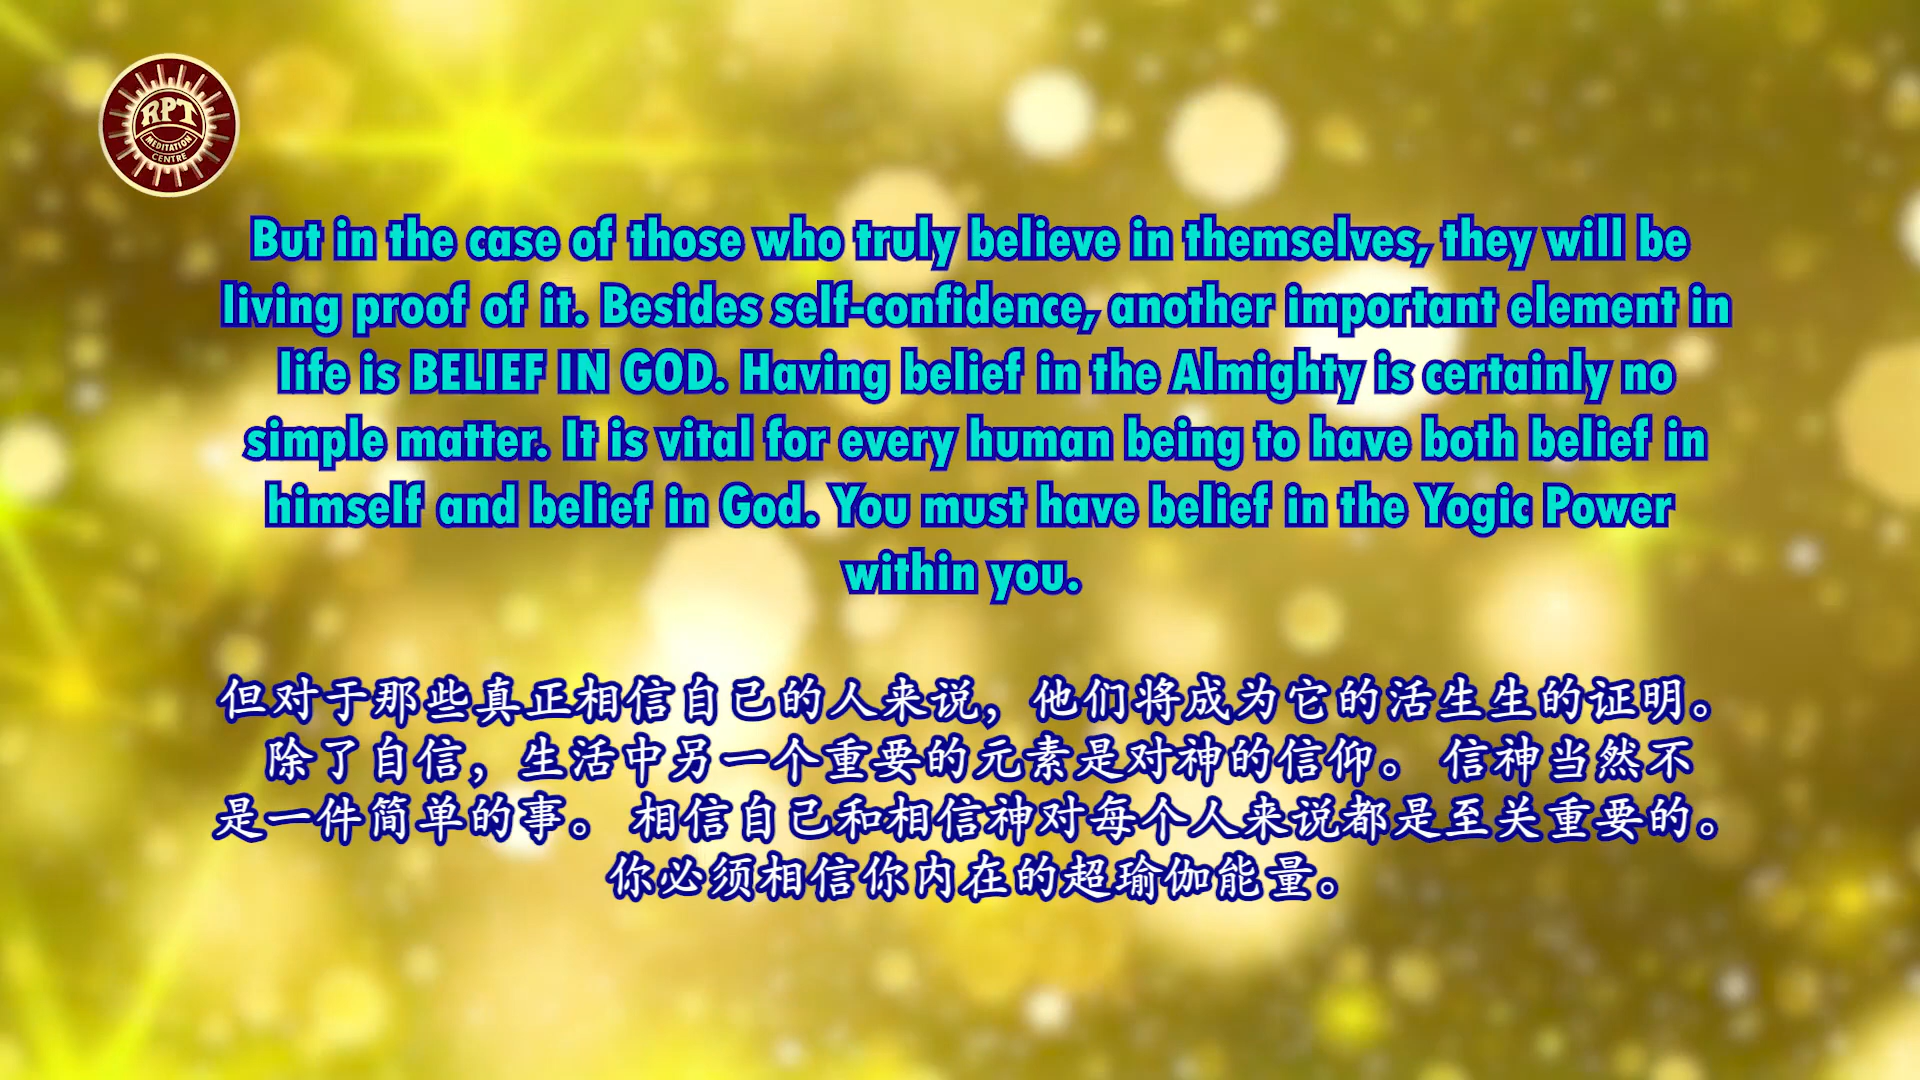 RPT
MEDITATION
CENTRE
But in the case of those who truly believe in themselves, they will be
living proof of it. Besides self-confidence, another important element in
life is BELIEF IN GOD. Having belief in the Almighty is certainly no
simple matter. It is vital for every human being to have both belief in
himself and belief in God. You must have belief in the Yogic Power
within you.
但对于那些真正相信自己的人来说，他们将成为它的活生生的证明。
除了自信，生活中另一个重要的元素是对神的信仰。 信神当然不
是一件简单的事。 相信自己和相信神对每个人来说都是至关重要的。
你必须相信你内在的超瑜伽能量。